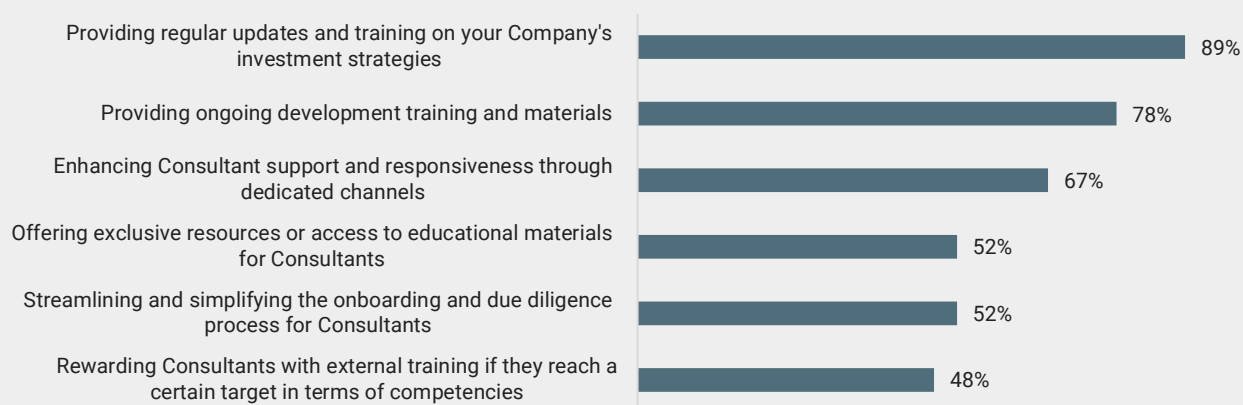 Providing regular updates and training on your Company's
investment strategies
89%
Providing ongoing development training and materials
78%
Enhancing Consultant support and responsiveness through
dedicated channels
67%
Offering exclusive resources or access to educational materials
for Consultants
52%
Streamlining and simplifying the onboarding and due diligence
process for Consultants
52%
Rewarding Consultants with external training if they reach a
certain target in terms of competencies
48%